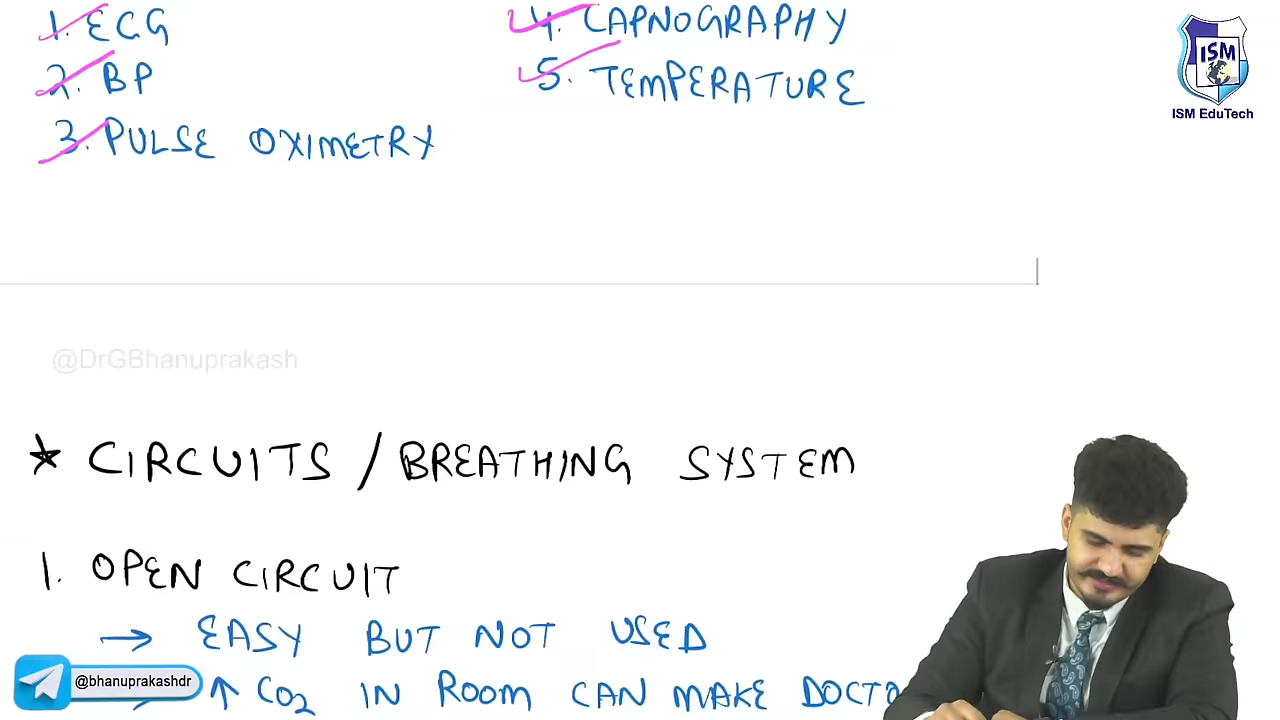 1. ECG
2. BP
3. PULSE OXIMETRY
4. CAPNOGRAPHY
5. TEMPERATURE
ISM
ISM EduTech
@DrGBhanuprakash
* CIRCUITS / BREATHING SYSTEM
1. OPEN CIRCUIT
→ EASY BUT NOT USED
↑ CO2 IN ROOM CAN MAKE
@bhanuprakashdr